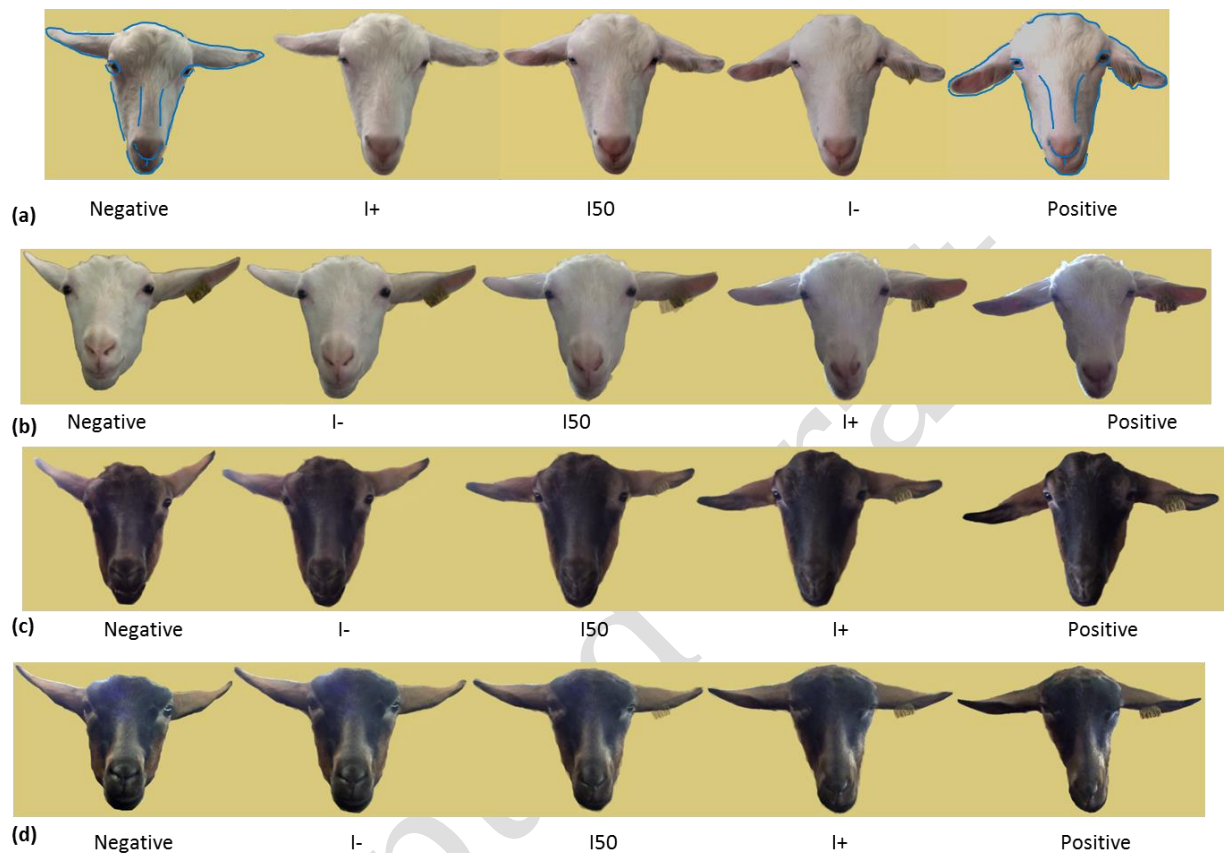 (a) Negative I+ I50 I- Positive
(b) Negative I- I50 I+ Positive
(c) Negative I- I50 I+ Positive
(d) Negative I- I50 I+ Positive